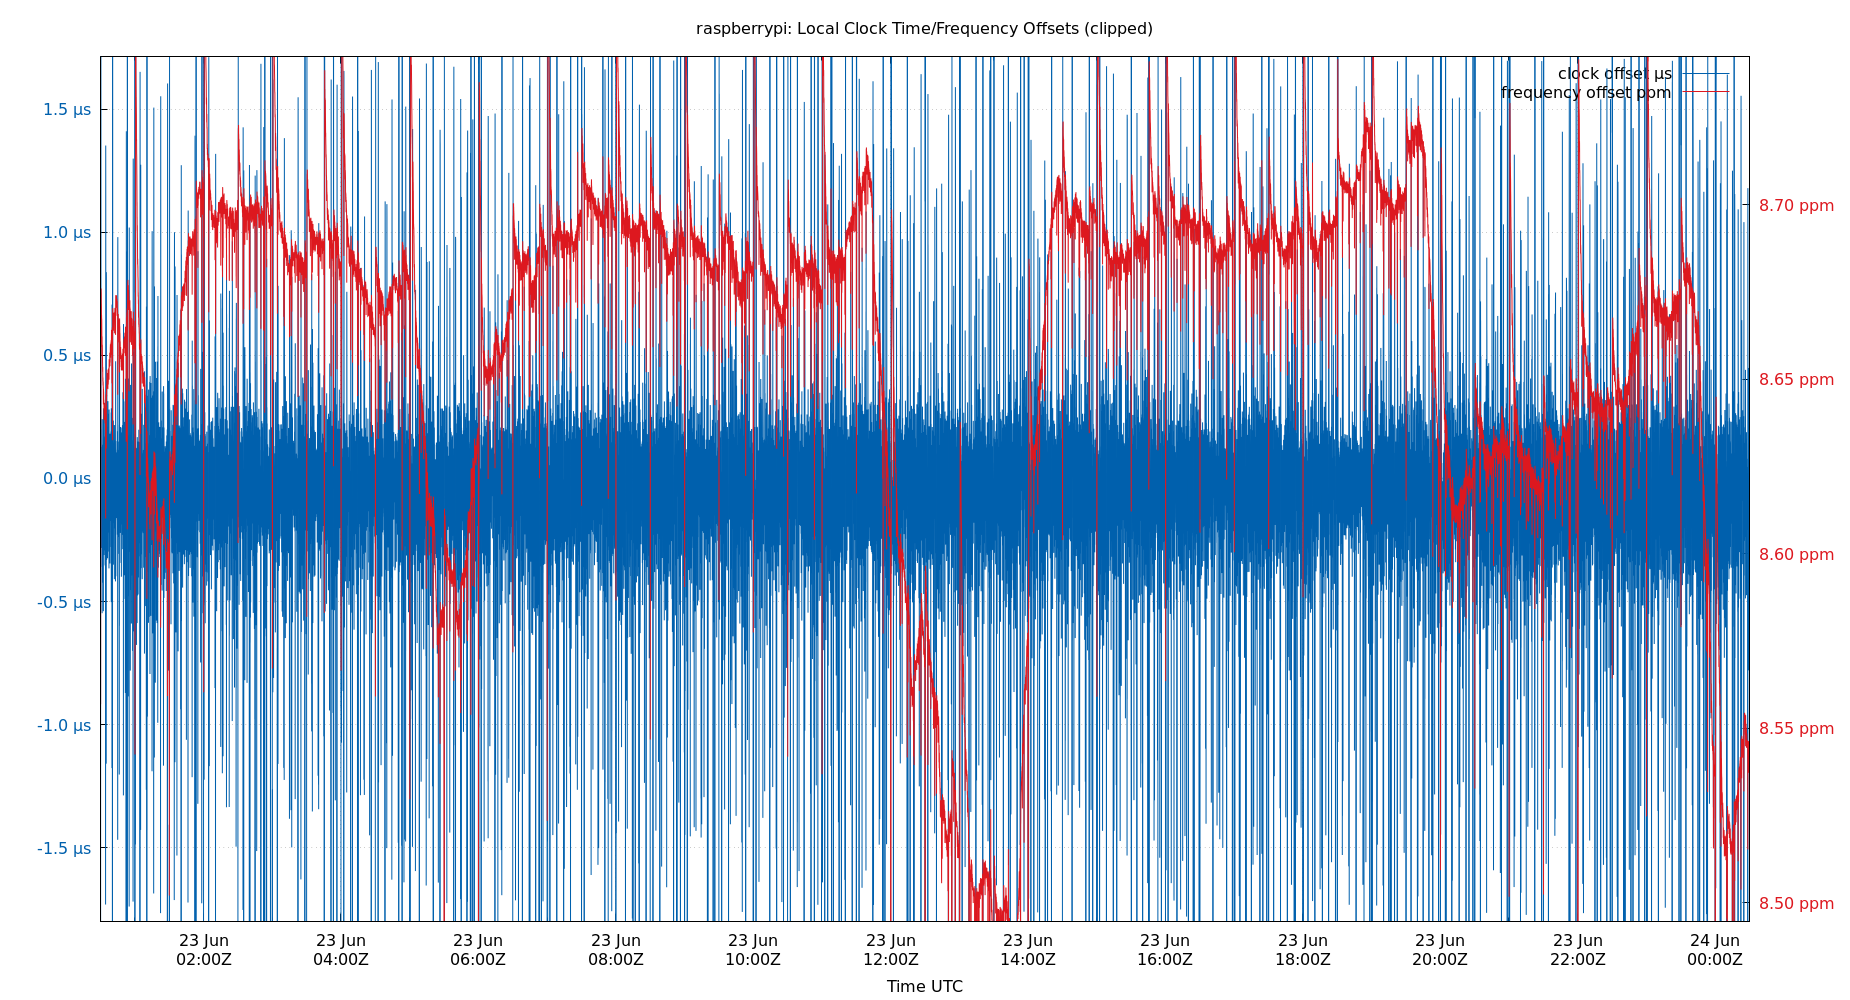 raspberrypi: Local Clock Time/Frequency Offsets (clipped)
clock offset µs
frequency offset ppm
1.5 µs
1.0 µs
0.5 µs
0.0 µs
-0.5 µs
-1.0 µs
-1.5 µs
8.70 ppm
8.65 ppm
8.60 ppm
8.55 ppm
8.50 ppm
23 Jun 23 Jun 23 Jun 23 Jun 23 Jun 23 Jun 23 Jun 23 Jun 23 Jun 23 Jun 23 Jun 24 Jun
02:00Z 04:00Z 06:00Z 08:00Z 10:00Z 12:00Z 14:00Z 16:00Z 18:00Z 20:00Z 22:00Z 00:00Z
Time UTC